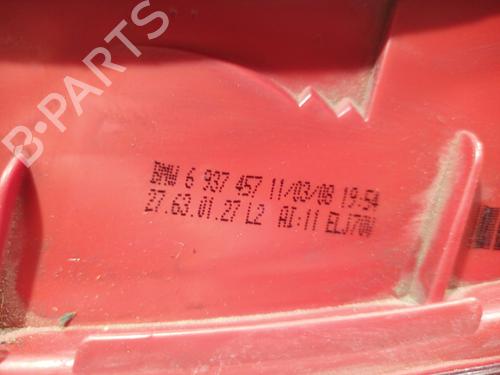 B-PARTS
BMW 6 937 457 11/03/08 19:54
27.63.01.27 L2 AI:11 ELJ70V